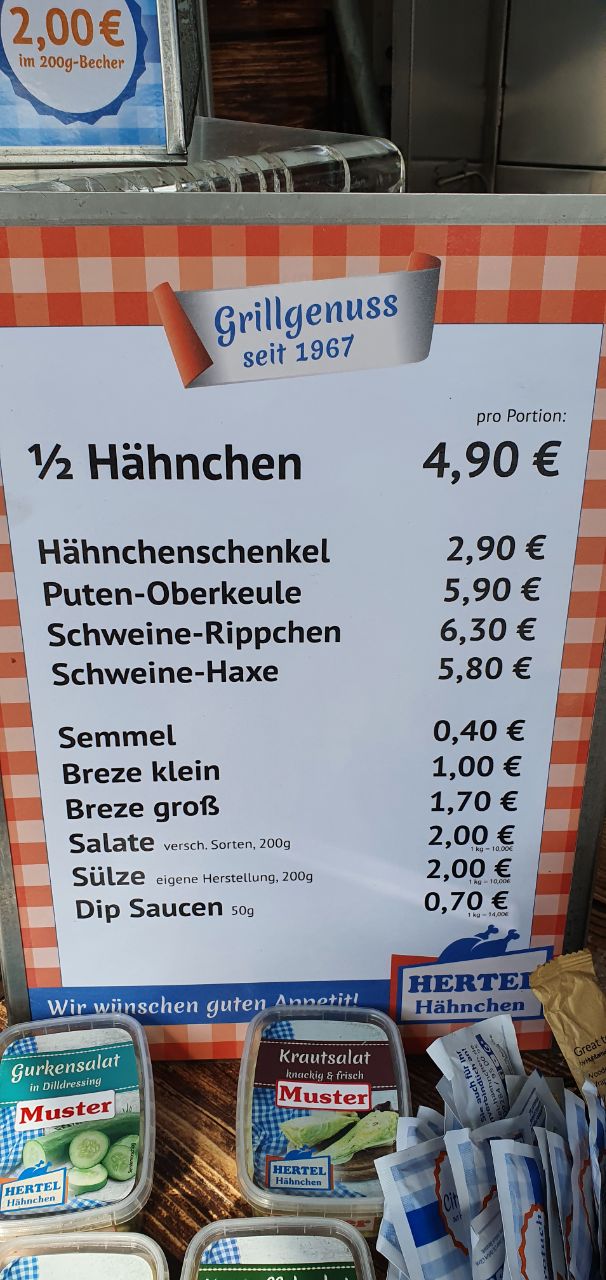 2,00 €
im 200g-Becher
Grillgenuss
seit 1967
pro Portion:
½ Hähnchen 4,90 €
Hähnchenschenkel 2,90 €
Puten-Oberkeule 5,90 €
Schweine-Rippchen 6,30 €
Schweine-Haxe 5,80 €
Semmel 0,40 €
Breze klein 1,00 €
Breze groß 1,70 €
Salate versch. Sorten, 200g 2,00 €
1 kg = 10,00€
Sülze eigene Herstellung, 200g 2,00 €
1 kg = 10,00€
Dip Saucen 50g 0,70 €
1 kg = 14,00€
HERTEL
Hähnchen
Wir wünschen guten Appetit!
Gurkensalat
in Dilldressing
Muster
HERTEL
Hähnchen
Krautsalat
knackig & frisch
Muster
HERTEL
Hähnchen
Great